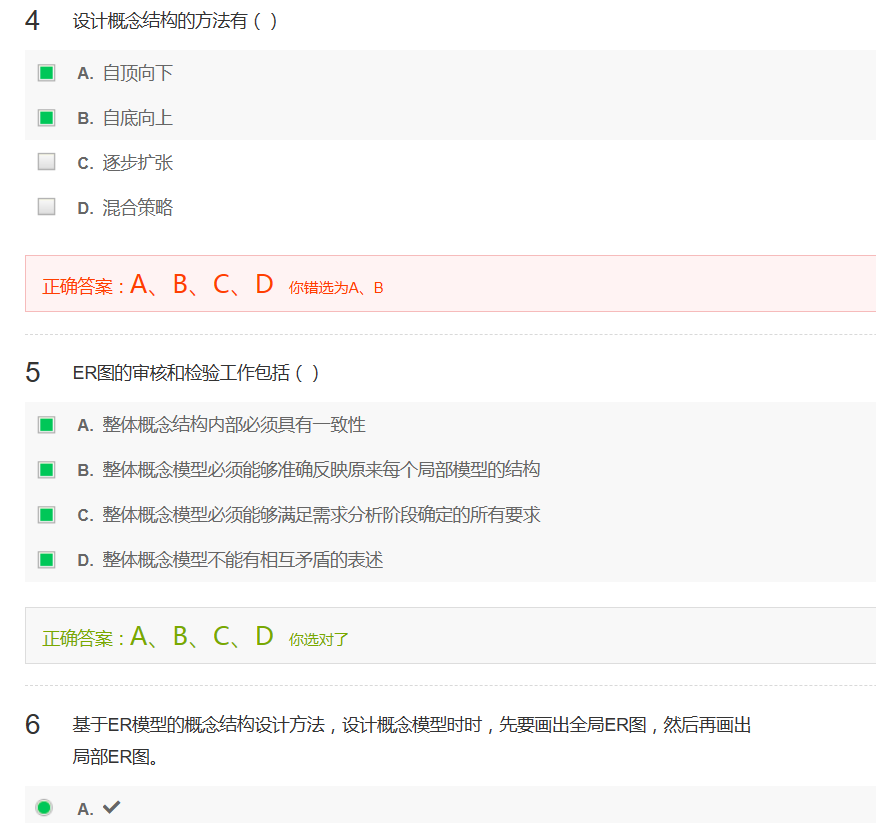 4 设计概念结构的方法有（ ）
A. 自顶向下
B. 自底向上
C. 逐步扩张
D. 混合策略
正确答案：A、B、C、D 你错选为A、B
5 ER图的审核和检验工作包括（ ）
A. 整体概念结构内部必须具有一致性
B. 整体概念模型必须能够准确反映原来每个局部模型的结构
C. 整体概念模型必须能够满足需求分析阶段确定的所有要求
D. 整体概念模型不能有相互矛盾的表述
正确答案：A、B、C、D 你选对了
6 基于ER模型的概念结构设计方法，设计概念模型时时，先要画出全局ER图，然后再画出
局部ER图。
A. ✔